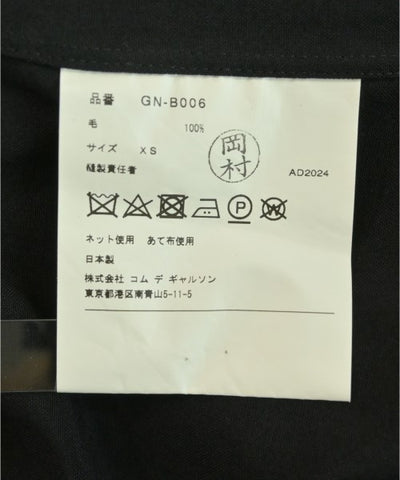 品番 GN-B006
毛 100%
サイズ XS
縫製責任者
岡村
AD2024
P W
ネット使用 あて布使用
日本製
株式会社 コム デ ギャルソン
東京都港区南青山5-11-5